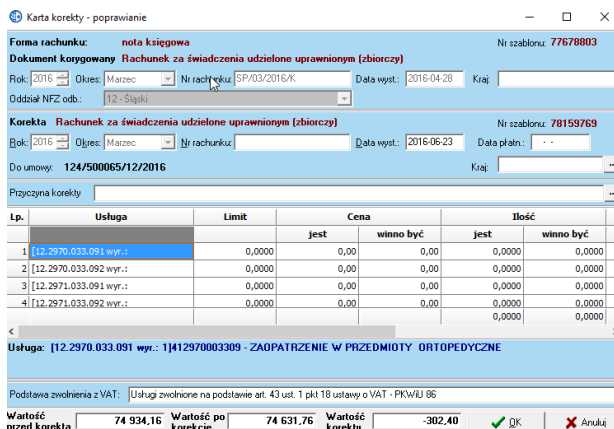 Karta korekty - poprawianie
Forma rachunku: nota księgowa Nr szablonu: 77678803
Dokument korygowany Rachunek za świadczenia udzielone uprawnionym (zbiorczy)
Rok: 2016 Okres: Marzec Nr rachunku: SP/03/2016/K Data wyst.: 2016-04-28 Kraj:
Oddział NFZ odb.: 12 - Śląski
Korekta Rachunek za świadczenia udzielone uprawnionym (zbiorczy) Nr szablonu: 78159769
Rok: 2016 Okres: Marzec Nr rachunku: Data wyst.: 2016-06-23 Data płatn.: - -
Do umowy: 124/500065/12/2016 Kraj: ...
Przyczyna korekty ...
Lp. Usługa Limit Cena Ilość
jest winno być jest winno być
1 [12.2970.033.091 wyr.: 0,0000 0,00 0,00 0,0000 0,0000
2 [12.2970.033.092 wyr.: 0,0000 0,00 0,00 0,0000 0,0000
3 [12.2971.033.091 wyr.: 0,0000 0,00 0,00 0,0000 0,0000
4 [12.2971.033.092 wyr.: 0,0000 0,00 0,00 0,0000 0,0000
0,0000 0,0000
Usługa: [12.2970.033.091 wyr.: 1]412970003309 - ZAOPATRZENIE W PRZEDMIOTY ORTOPEDYCZNE
Podstawa zwolnienia z VAT: Usługi zwolnione na podstawie art. 43 ust. 1 pkt 18 ustawy o VAT - PKWiU 86
Wartość przed korektą 74 934,16 Wartość po korekcie 74 631,76 Wartość korekty -302,40 OK Anuluj